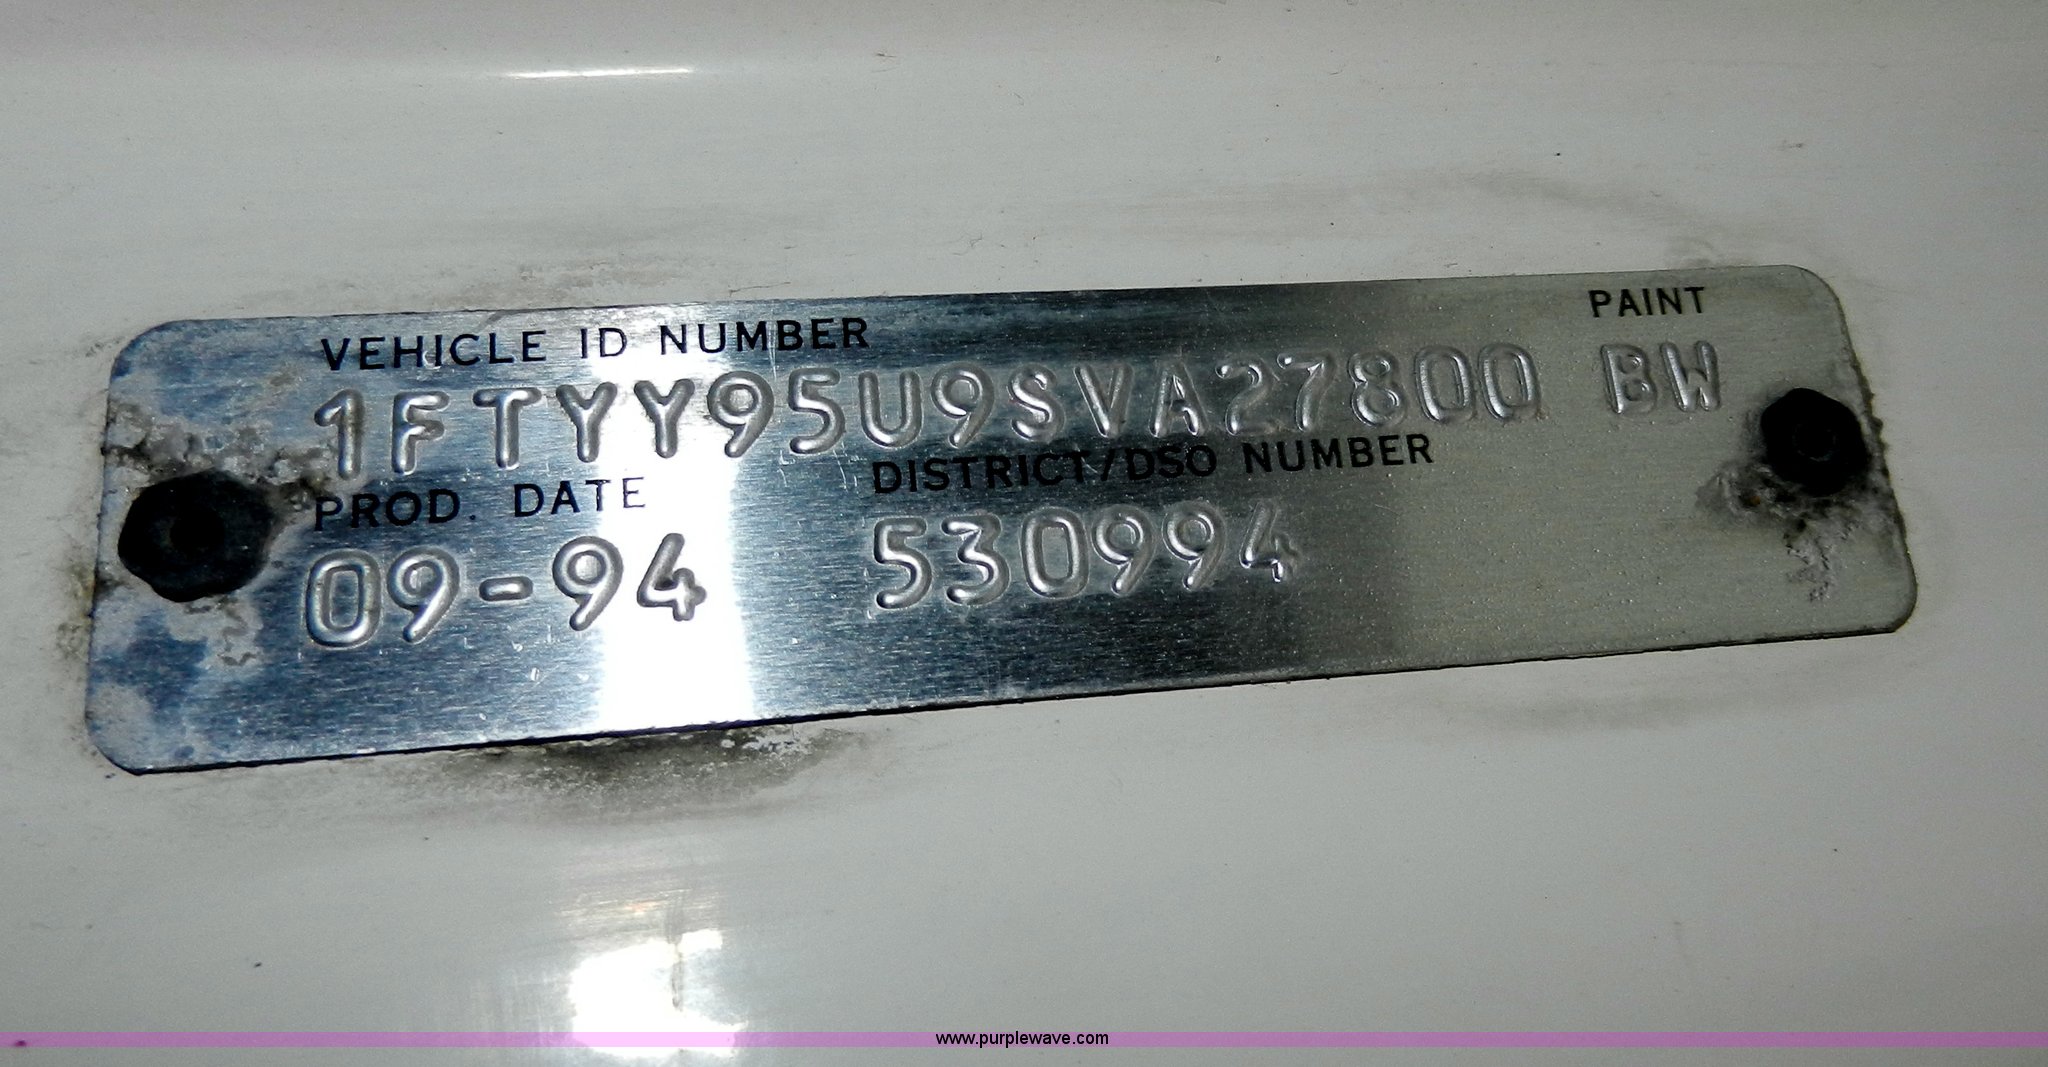 VEHICLE ID NUMBER PAINT
1FTYY95U9SVA27800 BW
PROD. DATE DISTRICT/DSO NUMBER
09-94 530994
www.purplewave.com